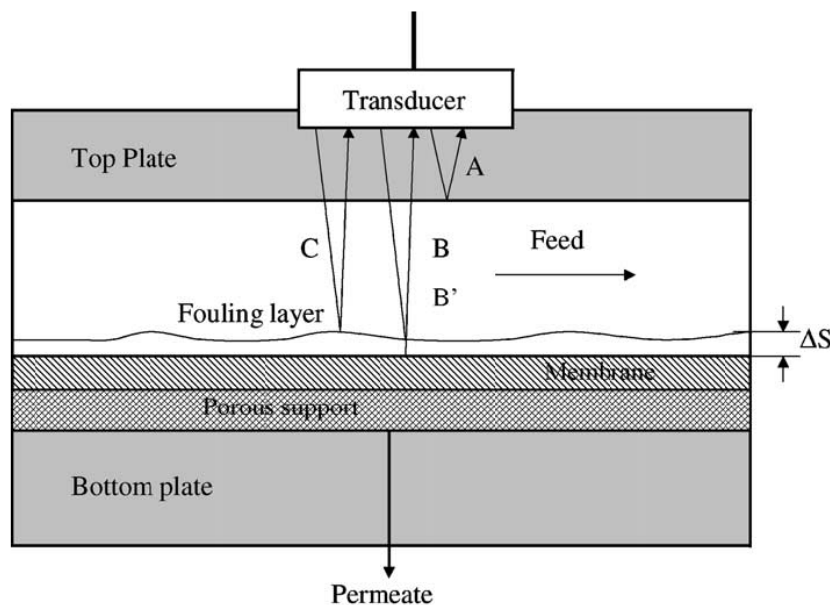 Transducer
Top Plate
A
C
B
Feed
B’
Fouling layer
ΔS
Membrane
Porous support
Bottom plate
Permeate